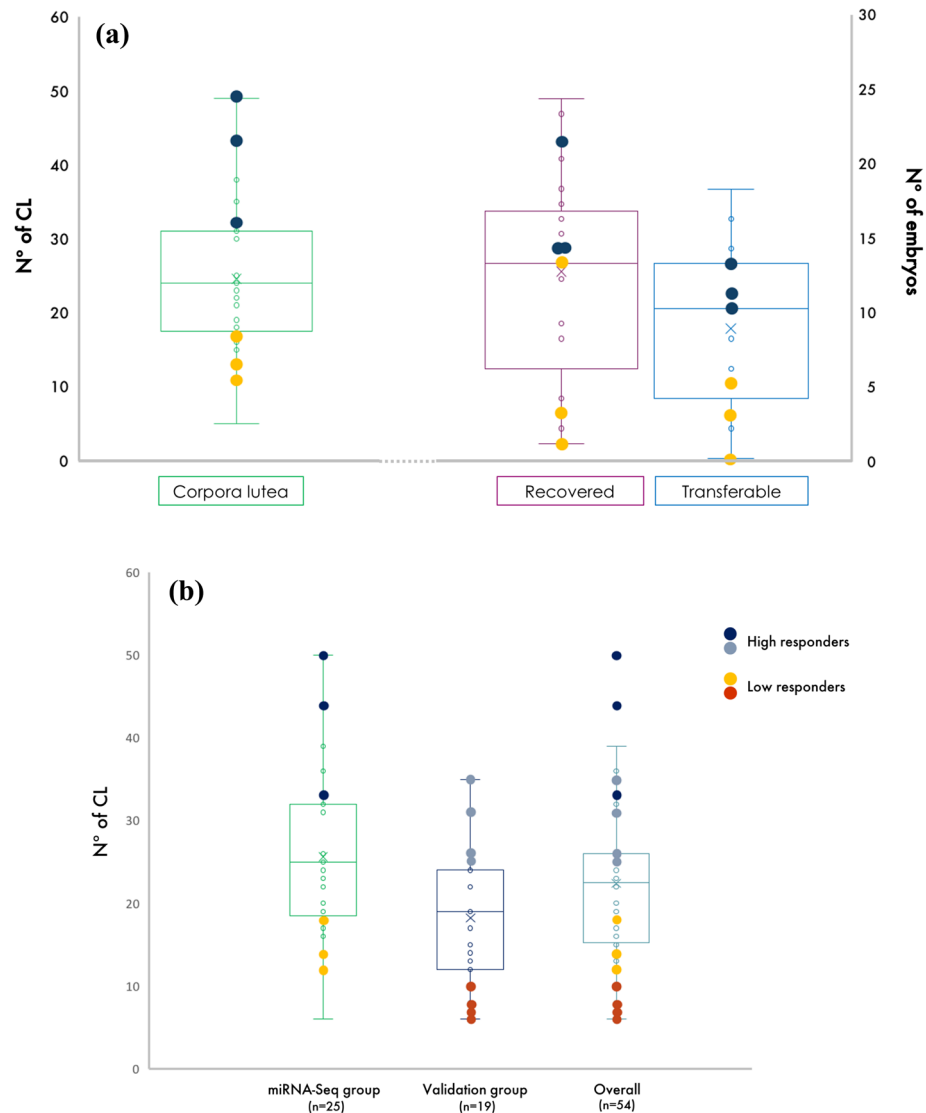 (a)
60
50
40
30
20
10
0
N° of CL
30
25
20
15
10
5
0
N° of embryos
Corpora lutea
Recovered
Transferable
(b)
60
50
40
30
20
10
0
N° of CL
High responders
Low responders
miRNA-Seq group
(n=25)
Validation group
(n=19)
Overall
(n=54)